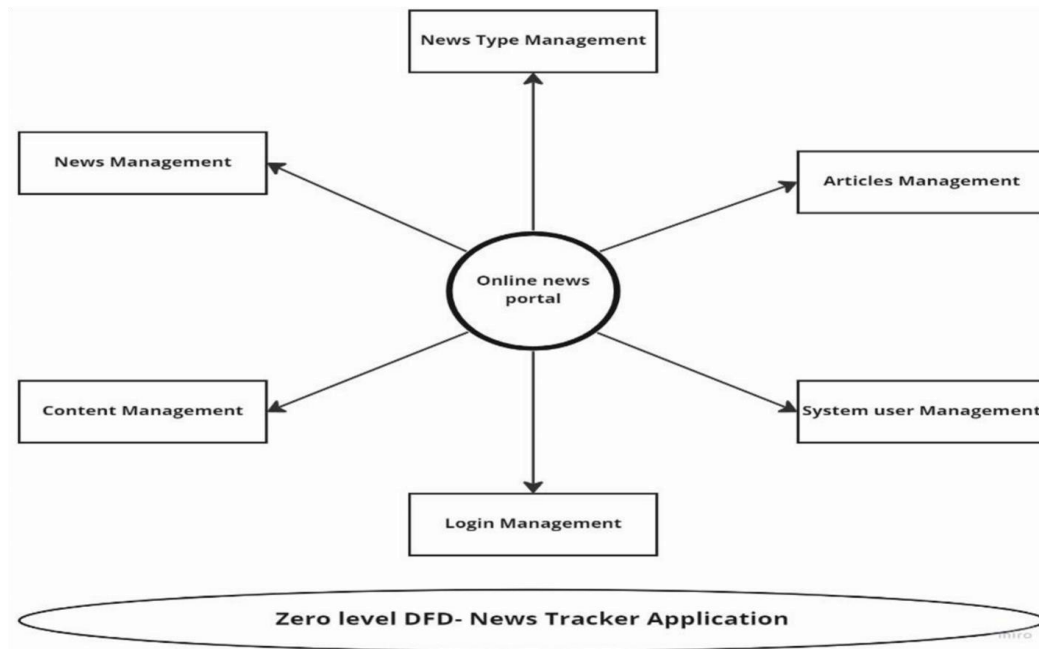 News Type Management
News Management
Articles Management
Online news
portal
Content Management
System user Management
Login Management
Zero level DFD- News Tracker Application
miro